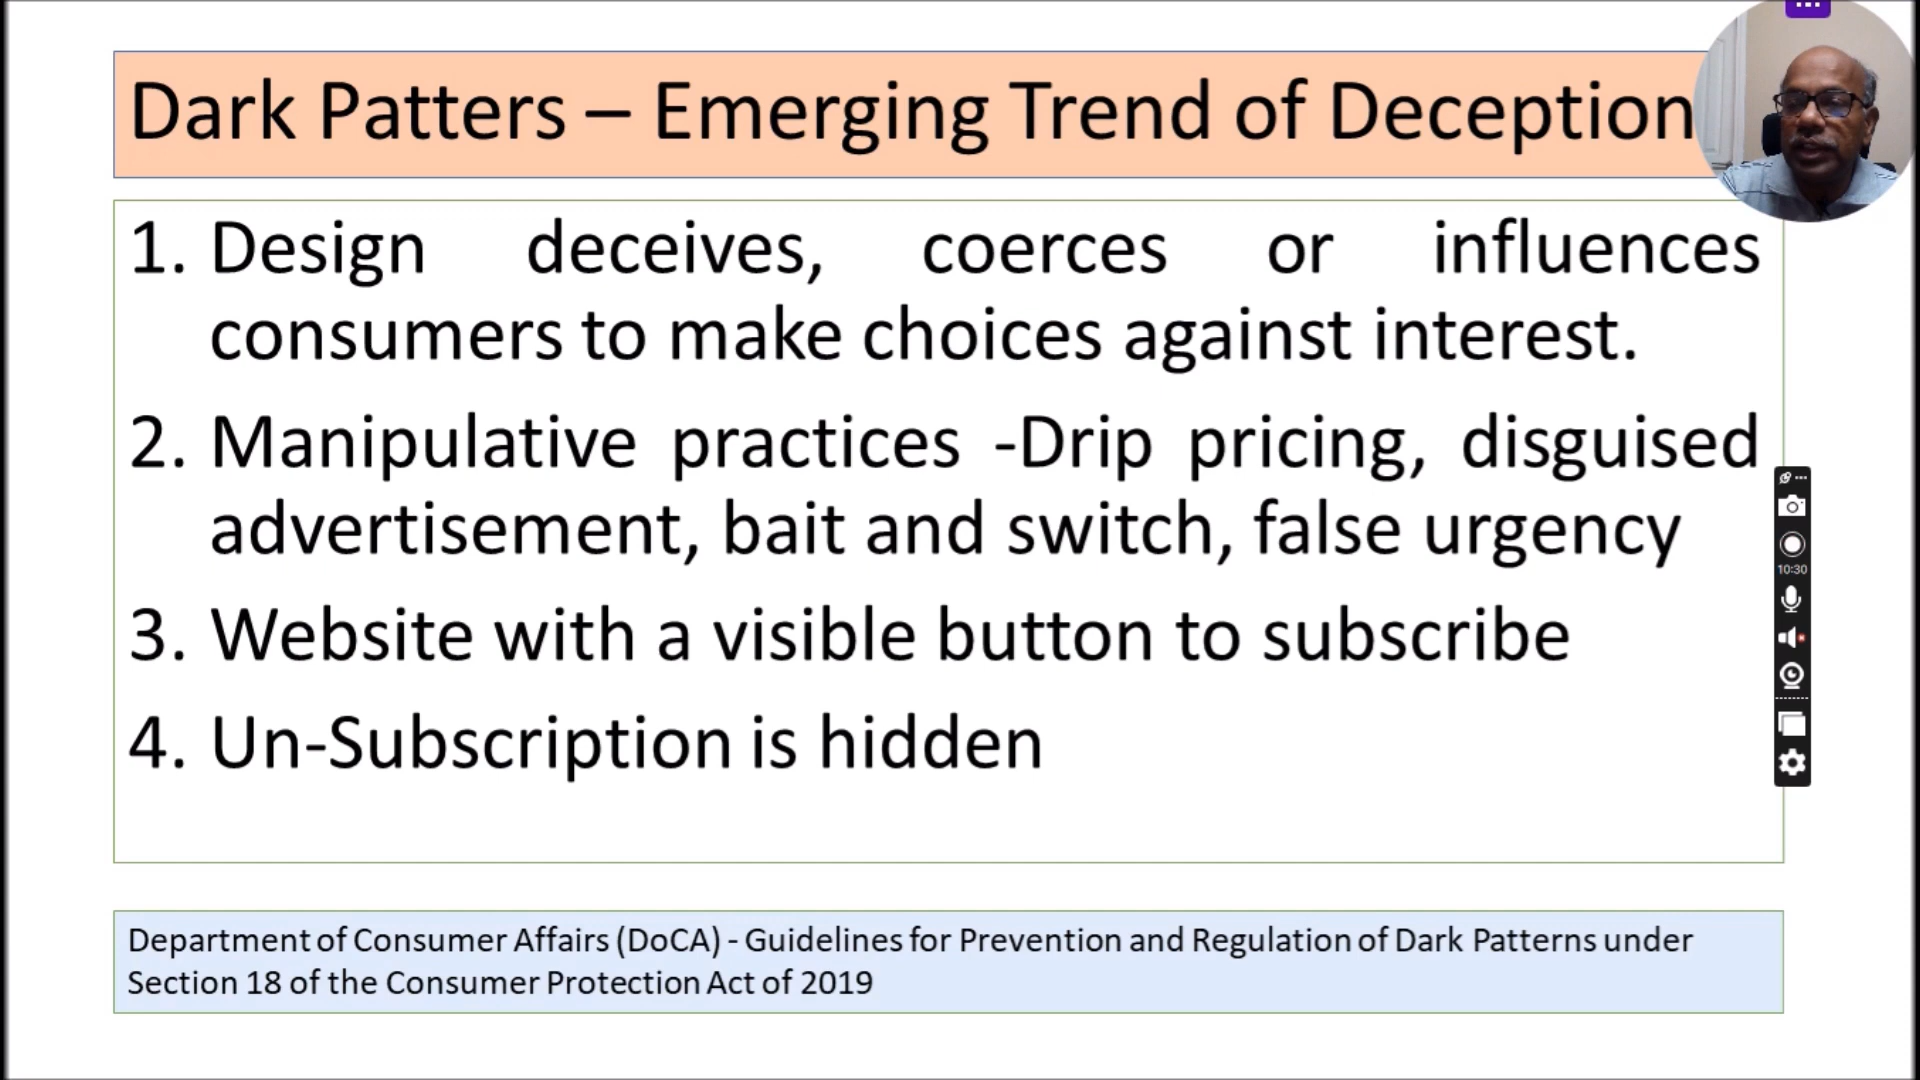 Dark Patters – Emerging Trend of Deception
1. Design deceives, coerces or influences
consumers to make choices against interest.
2. Manipulative practices -Drip pricing, disguised
advertisement, bait and switch, false urgency
3. Website with a visible button to subscribe
4. Un-Subscription is hidden
10:30
Department of Consumer Affairs (DoCA) - Guidelines for Prevention and Regulation of Dark Patterns under
Section 18 of the Consumer Protection Act of 2019